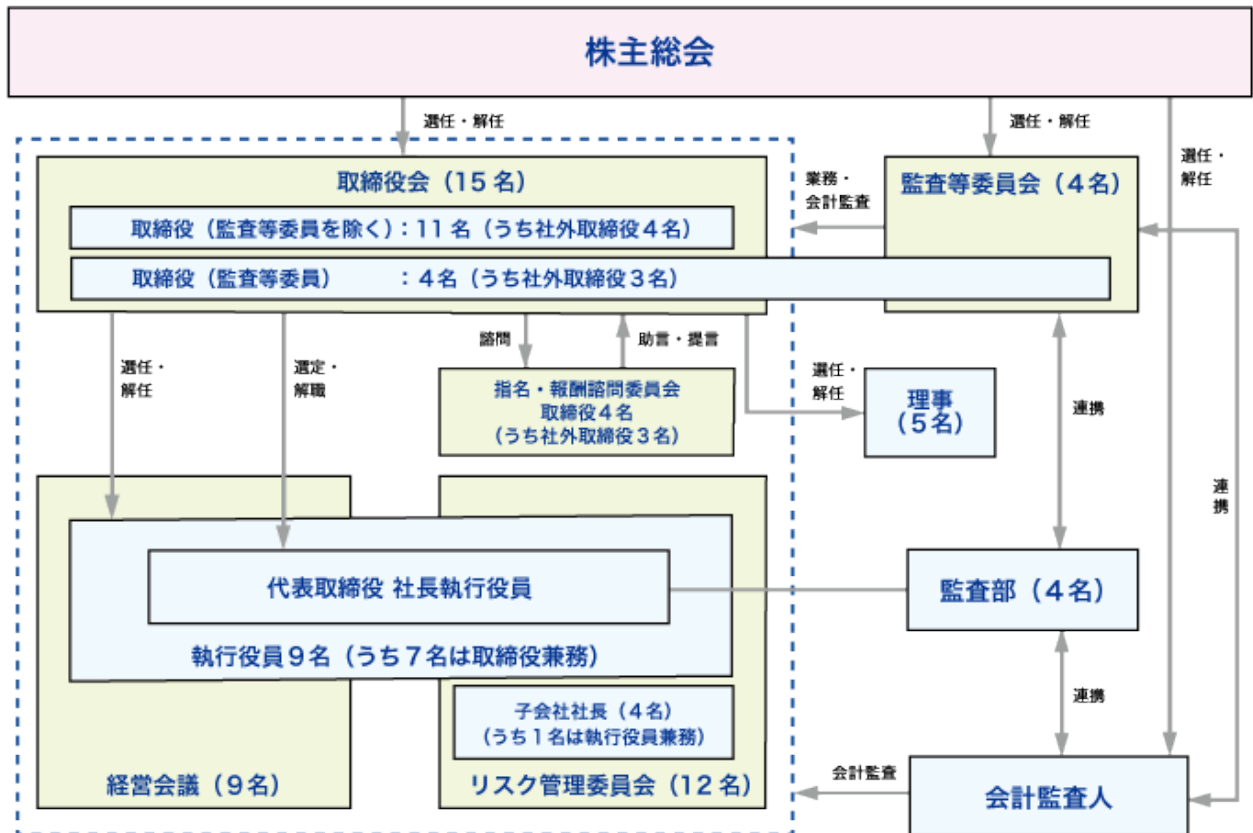 株主総会
選任・解任
選任・解任
選任・
解任
取締役会（15名）
取締役（監査等委員を除く）：11名（うち社外取締役４名）
取締役（監査等委員）　　　：４名（うち社外取締役３名）
業務・
会計監査
監査等委員会（４名）
選任・
解任
選定・
解職
諮問
助言・提言
指名・報酬諮問委員会
取締役４名
（うち社外取締役３名）
選任・
解任
理事
（５名）
連携
連
携
代表取締役 社長執行役員
執行役員９名（うち７名は取締役兼務）
監査部（４名）
子会社社長（４名）
（うち１名は執行役員兼務）
連携
経営会議（９名）
リスク管理委員会（12名）
会計監査
会計監査人